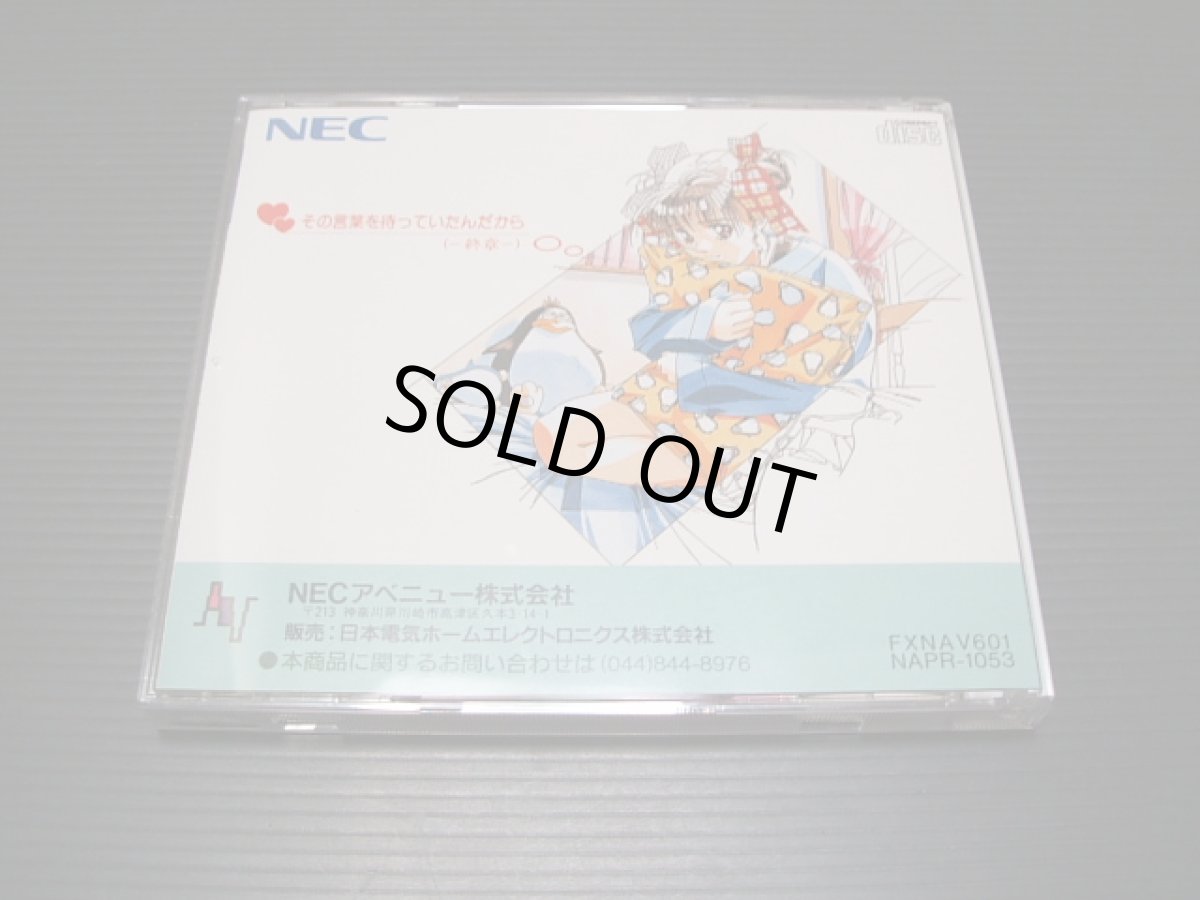 NEC
COMPACT
disc
その言葉を待っていたんだから
(－終章－)
SOLD OUT
NECアベニュー株式会社
〒213 神奈川県川崎市高津区久本3-14-1
販売：日本電気ホームエレクトロニクス株式会社
●本商品に関するお問い合わせは(044)844-8976
FXNAV601
NAPR-1053